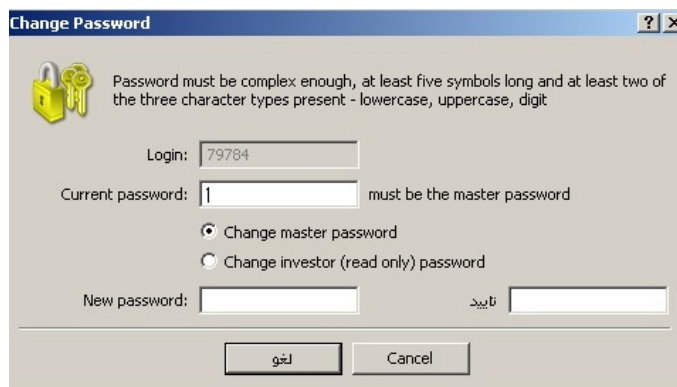 Change Password
Password must be complex enough, at least five symbols long and at least two of
the three character types present - lowercase, uppercase, digit
Login: 79784
Current password: 1 must be the master password
Change master password
Change investor (read only) password
New password: تایید
لغو Cancel